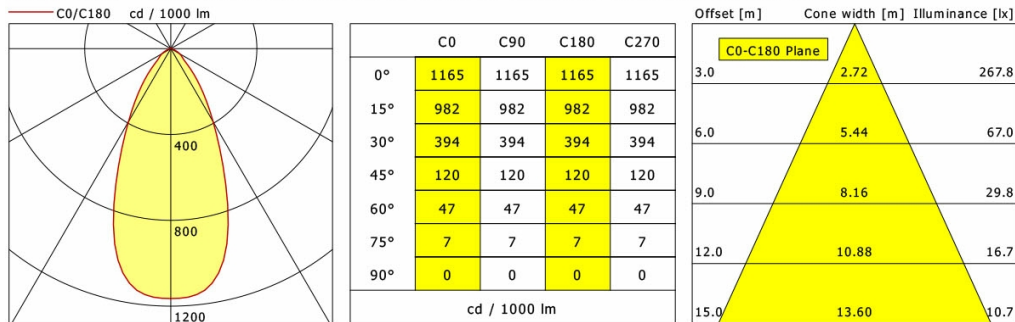 C0/C180 cd / 1000 lm
400
800
1200
C0 C90 C180 C270
0° 1165 1165 1165 1165
15° 982 982 982 982
30° 394 394 394 394
45° 120 120 120 120
60° 47 47 47 47
75° 7 7 7 7
90° 0 0 0 0
cd / 1000 lm
Offset [m] Cone width [m] Illuminance [lx]
C0-C180 Plane
3.0 2.72 267.8
6.0 5.44 67.0
9.0 8.16 29.8
12.0 10.88 16.7
15.0 13.60 10.7